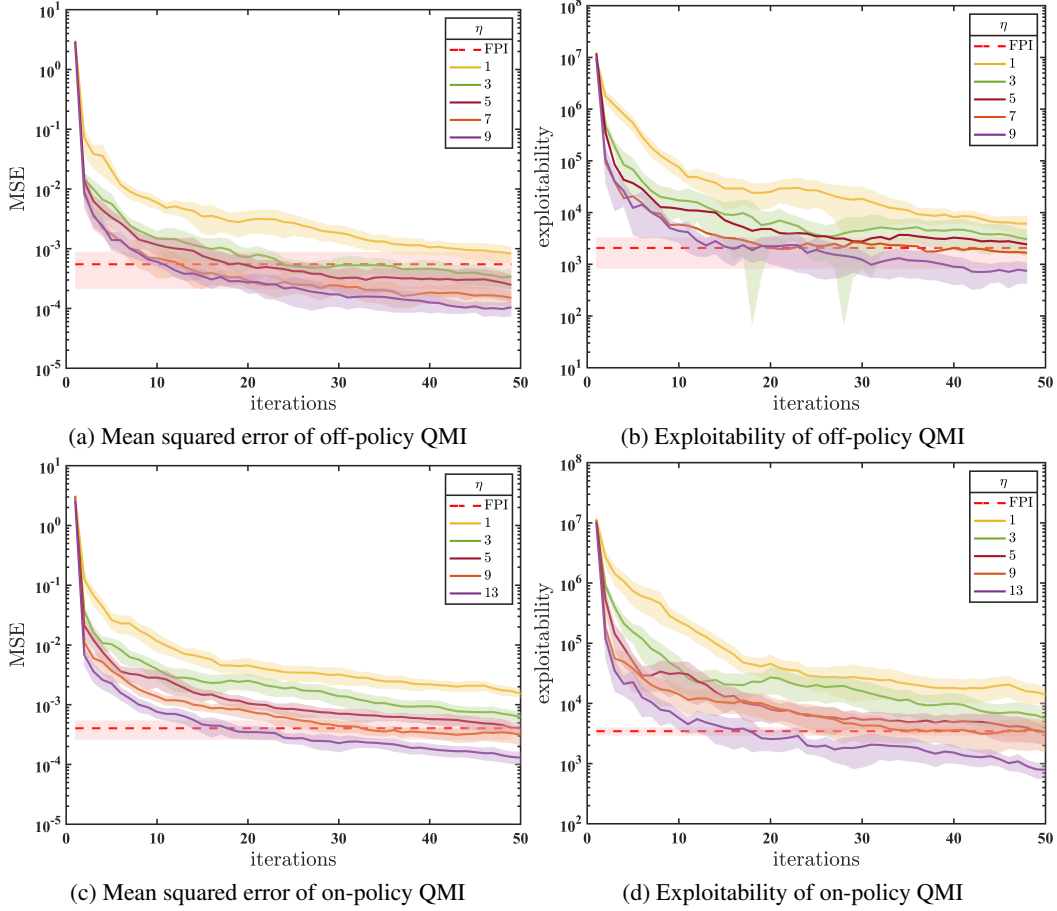 10^1
10^0
10^-1
10^-2
10^-3
10^-4
10^-5
MSE
0 10 20 30 40 50
iterations
η
FPI
1
3
5
7
9
(a) Mean squared error of off-policy QMI
10^8
10^7
10^6
10^5
10^4
10^3
10^2
10^1
exploitability
0 10 20 30 40 50
iterations
η
FPI
1
3
5
7
9
(b) Exploitability of off-policy QMI
10^1
10^0
10^-1
10^-2
10^-3
10^-4
10^-5
MSE
0 10 20 30 40 50
iterations
η
FPI
1
3
5
9
13
(c) Mean squared error of on-policy QMI
10^8
10^7
10^6
10^5
10^4
10^3
10^2
exploitability
0 10 20 30 40 50
iterations
η
FPI
1
3
5
9
13
(d) Exploitability of on-policy QMI